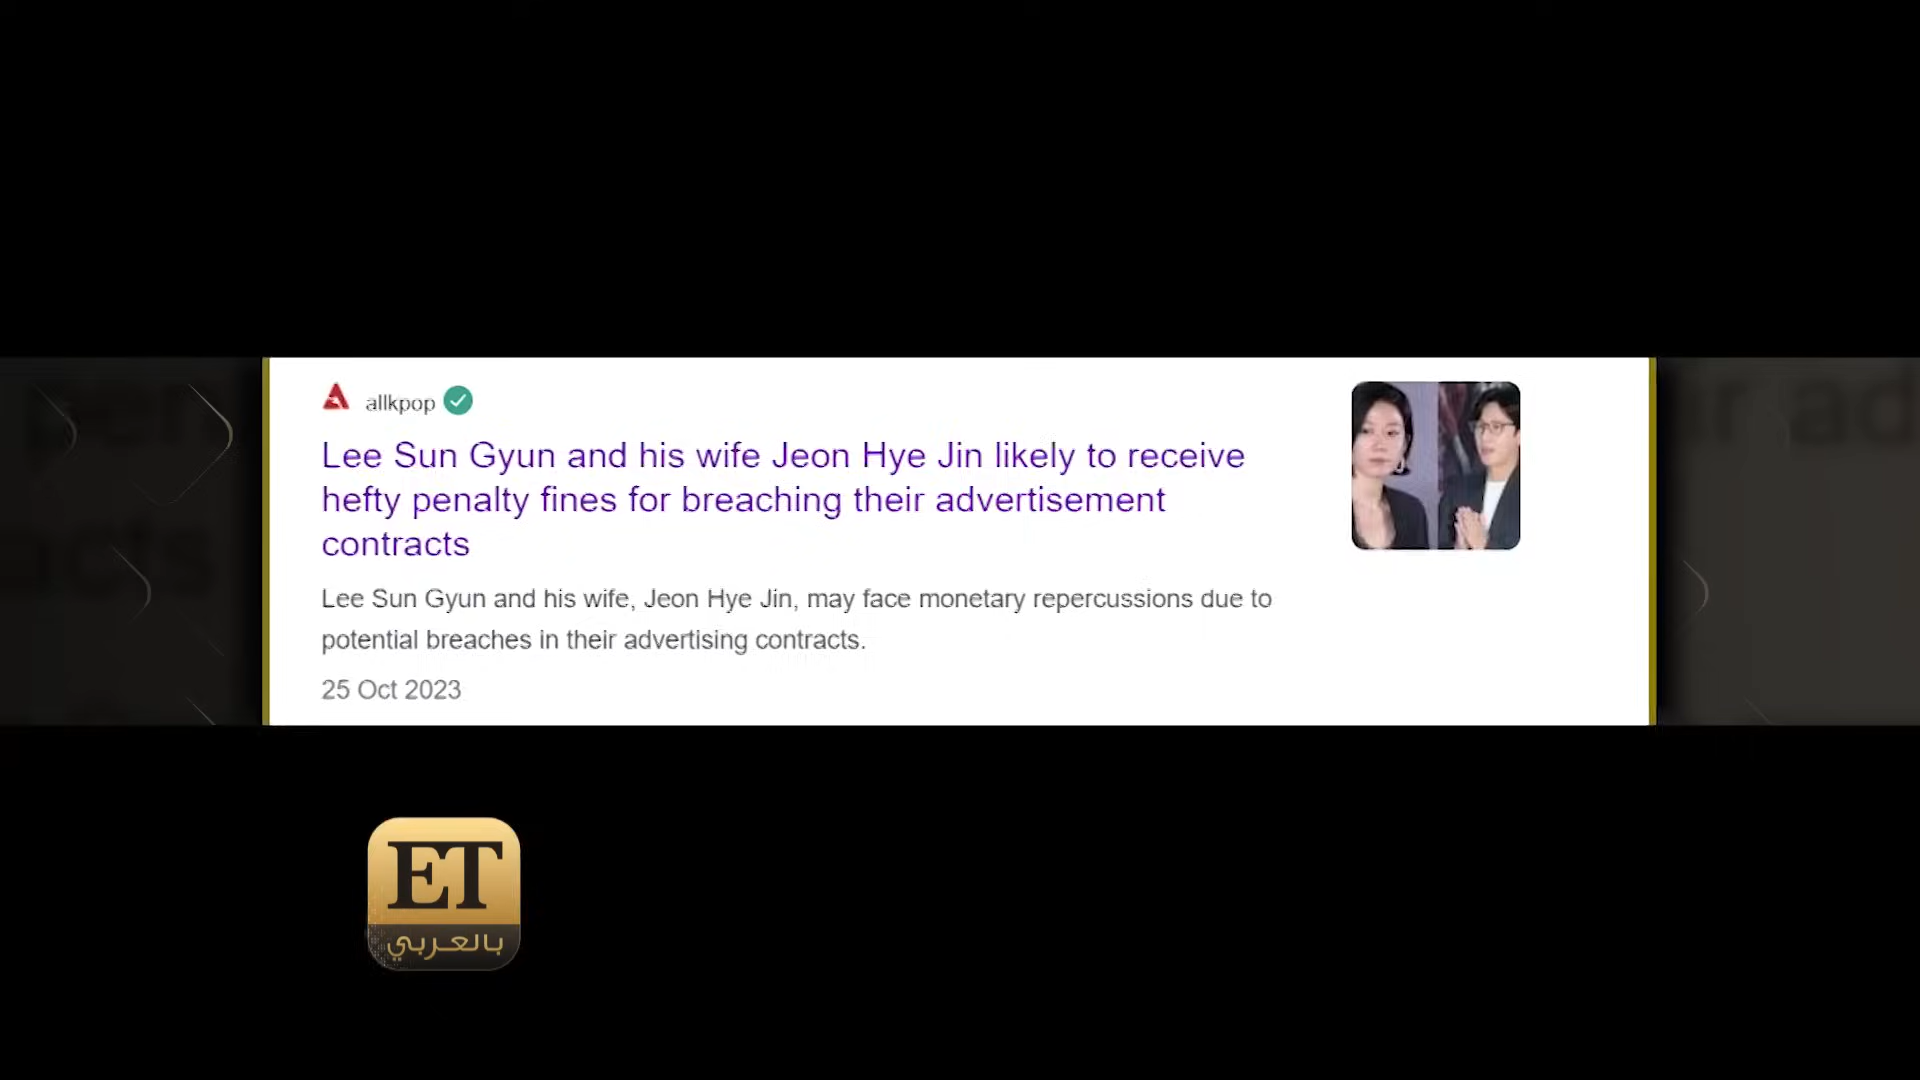 allkpop
Lee Sun Gyun and his wife Jeon Hye Jin likely to receive
hefty penalty fines for breaching their advertisement
contracts
Lee Sun Gyun and his wife, Jeon Hye Jin, may face monetary repercussions due to
potential breaches in their advertising contracts.
25 Oct 2023
ET
بالعربي